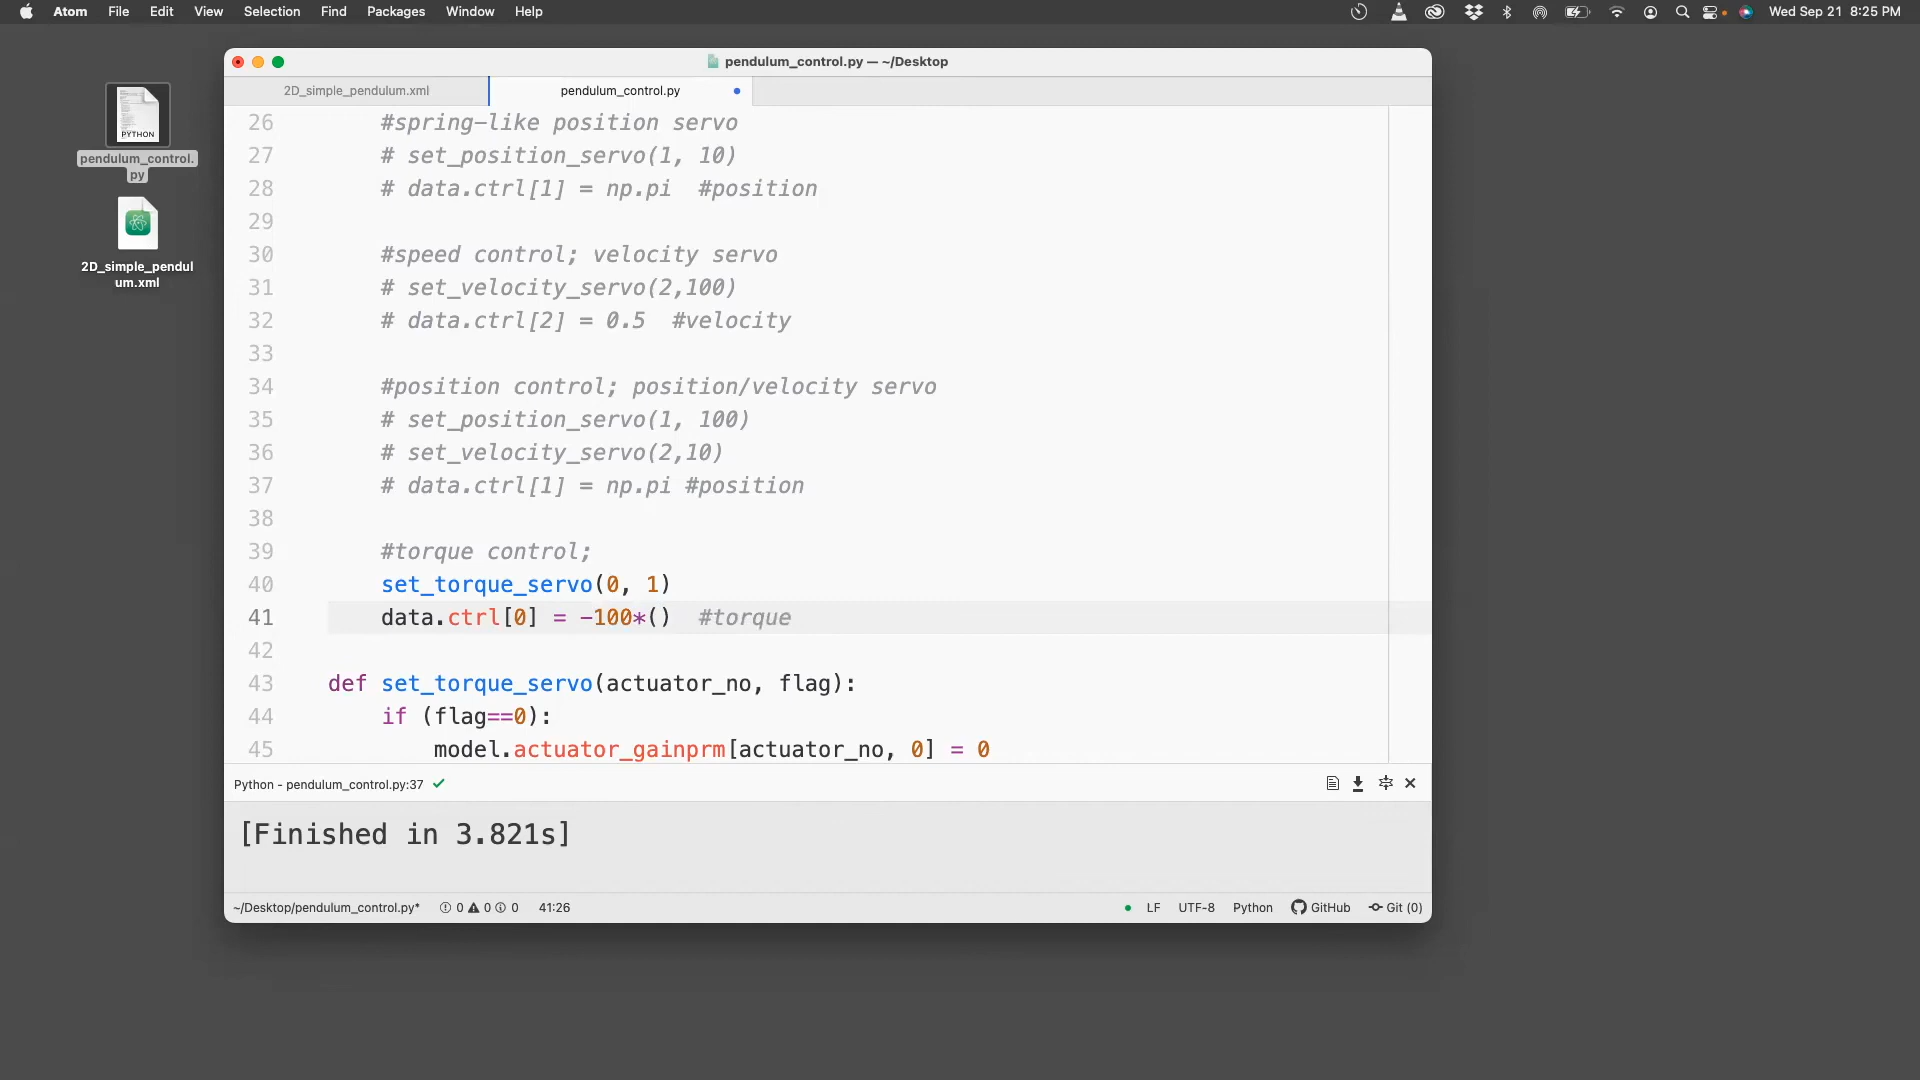 Atom File Edit View Selection Find Packages Window Help Wed Sep 21 8:25 PM
pendulum_control.py — ~/Desktop
2D_simple_pendulum.xml pendulum_control.py
PYTHON
pendulum_control.
py
2D_simple_pendul
um.xml
26 #spring-like position servo
27 # set_position_servo(1, 10)
28 # data.ctrl[1] = np.pi #position
29
30 #speed control; velocity servo
31 # set_velocity_servo(2,100)
32 # data.ctrl[2] = 0.5 #velocity
33
34 #position control; position/velocity servo
35 # set_position_servo(1, 100)
36 # set_velocity_servo(2,10)
37 # data.ctrl[1] = np.pi #position
38
39 #torque control;
40 set_torque_servo(0, 1)
41 data.ctrl[0] = -100*() #torque
42
43 def set_torque_servo(actuator_no, flag):
44 if (flag==0):
45 model.actuator_gainprm[actuator_no, 0] = 0
Python - pendulum_control.py:37
[Finished in 3.821s]
~/Desktop/pendulum_control.py* 0 0 0 41:26 LF UTF-8 Python GitHub Git (0)